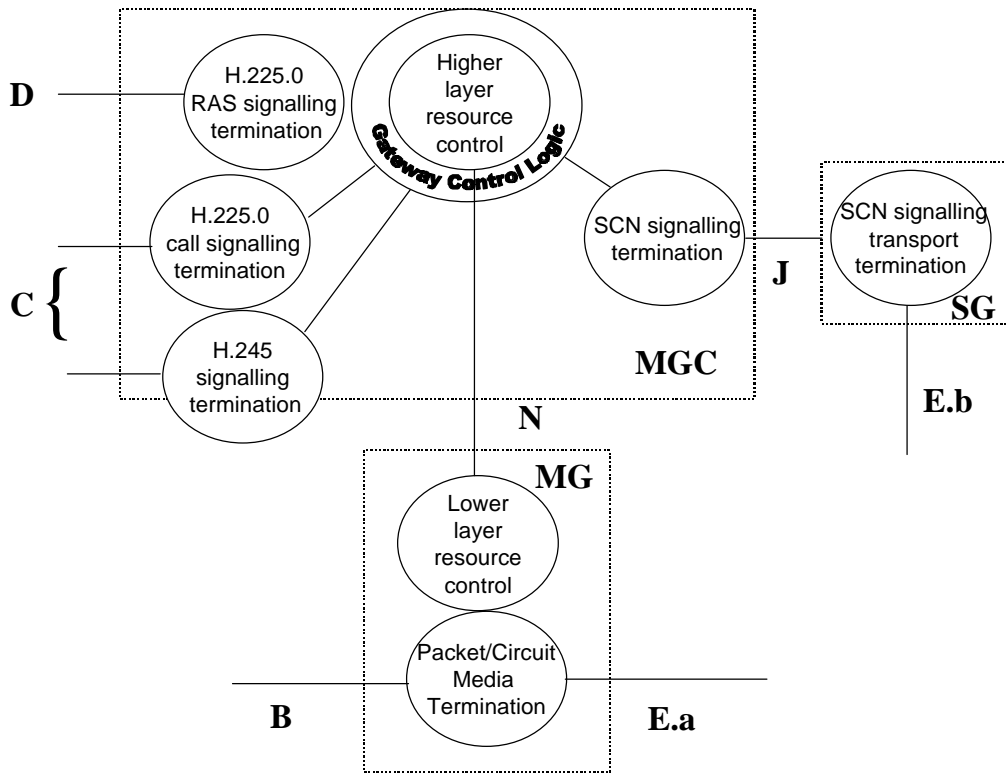 D
H.225.0
RAS signalling
termination
Higher
layer
resource
control
Gateway Control Logic
H.225.0
call signalling
termination
SCN signalling
termination
SCN signalling
transport
termination
J
SG
C {
H.245
signalling
termination
MGC
E.b
N
MG
Lower
layer
resource
control
Packet/Circuit
Media
Termination
B
E.a